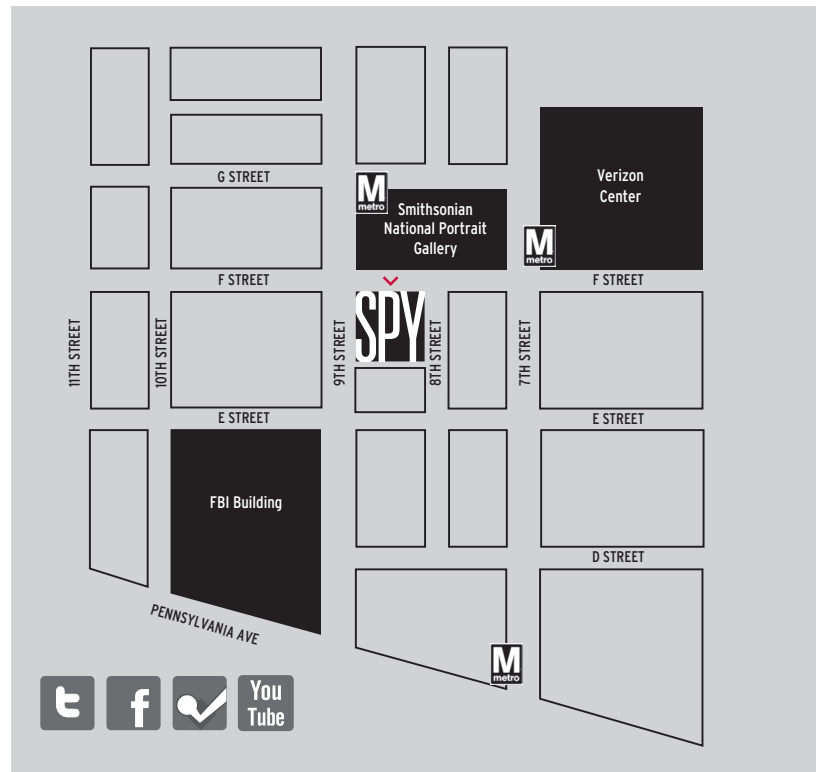 G STREET
M
metro
Smithsonian
National Portrait
Gallery
Verizon
Center
M
metro
F STREET
F STREET
11TH STREET
10TH STREET
9TH STREET
SPY
8TH STREET
7TH STREET
E STREET
E STREET
FBI Building
D STREET
PENNSYLVANIA AVE
M
metro
t
f
You
Tube